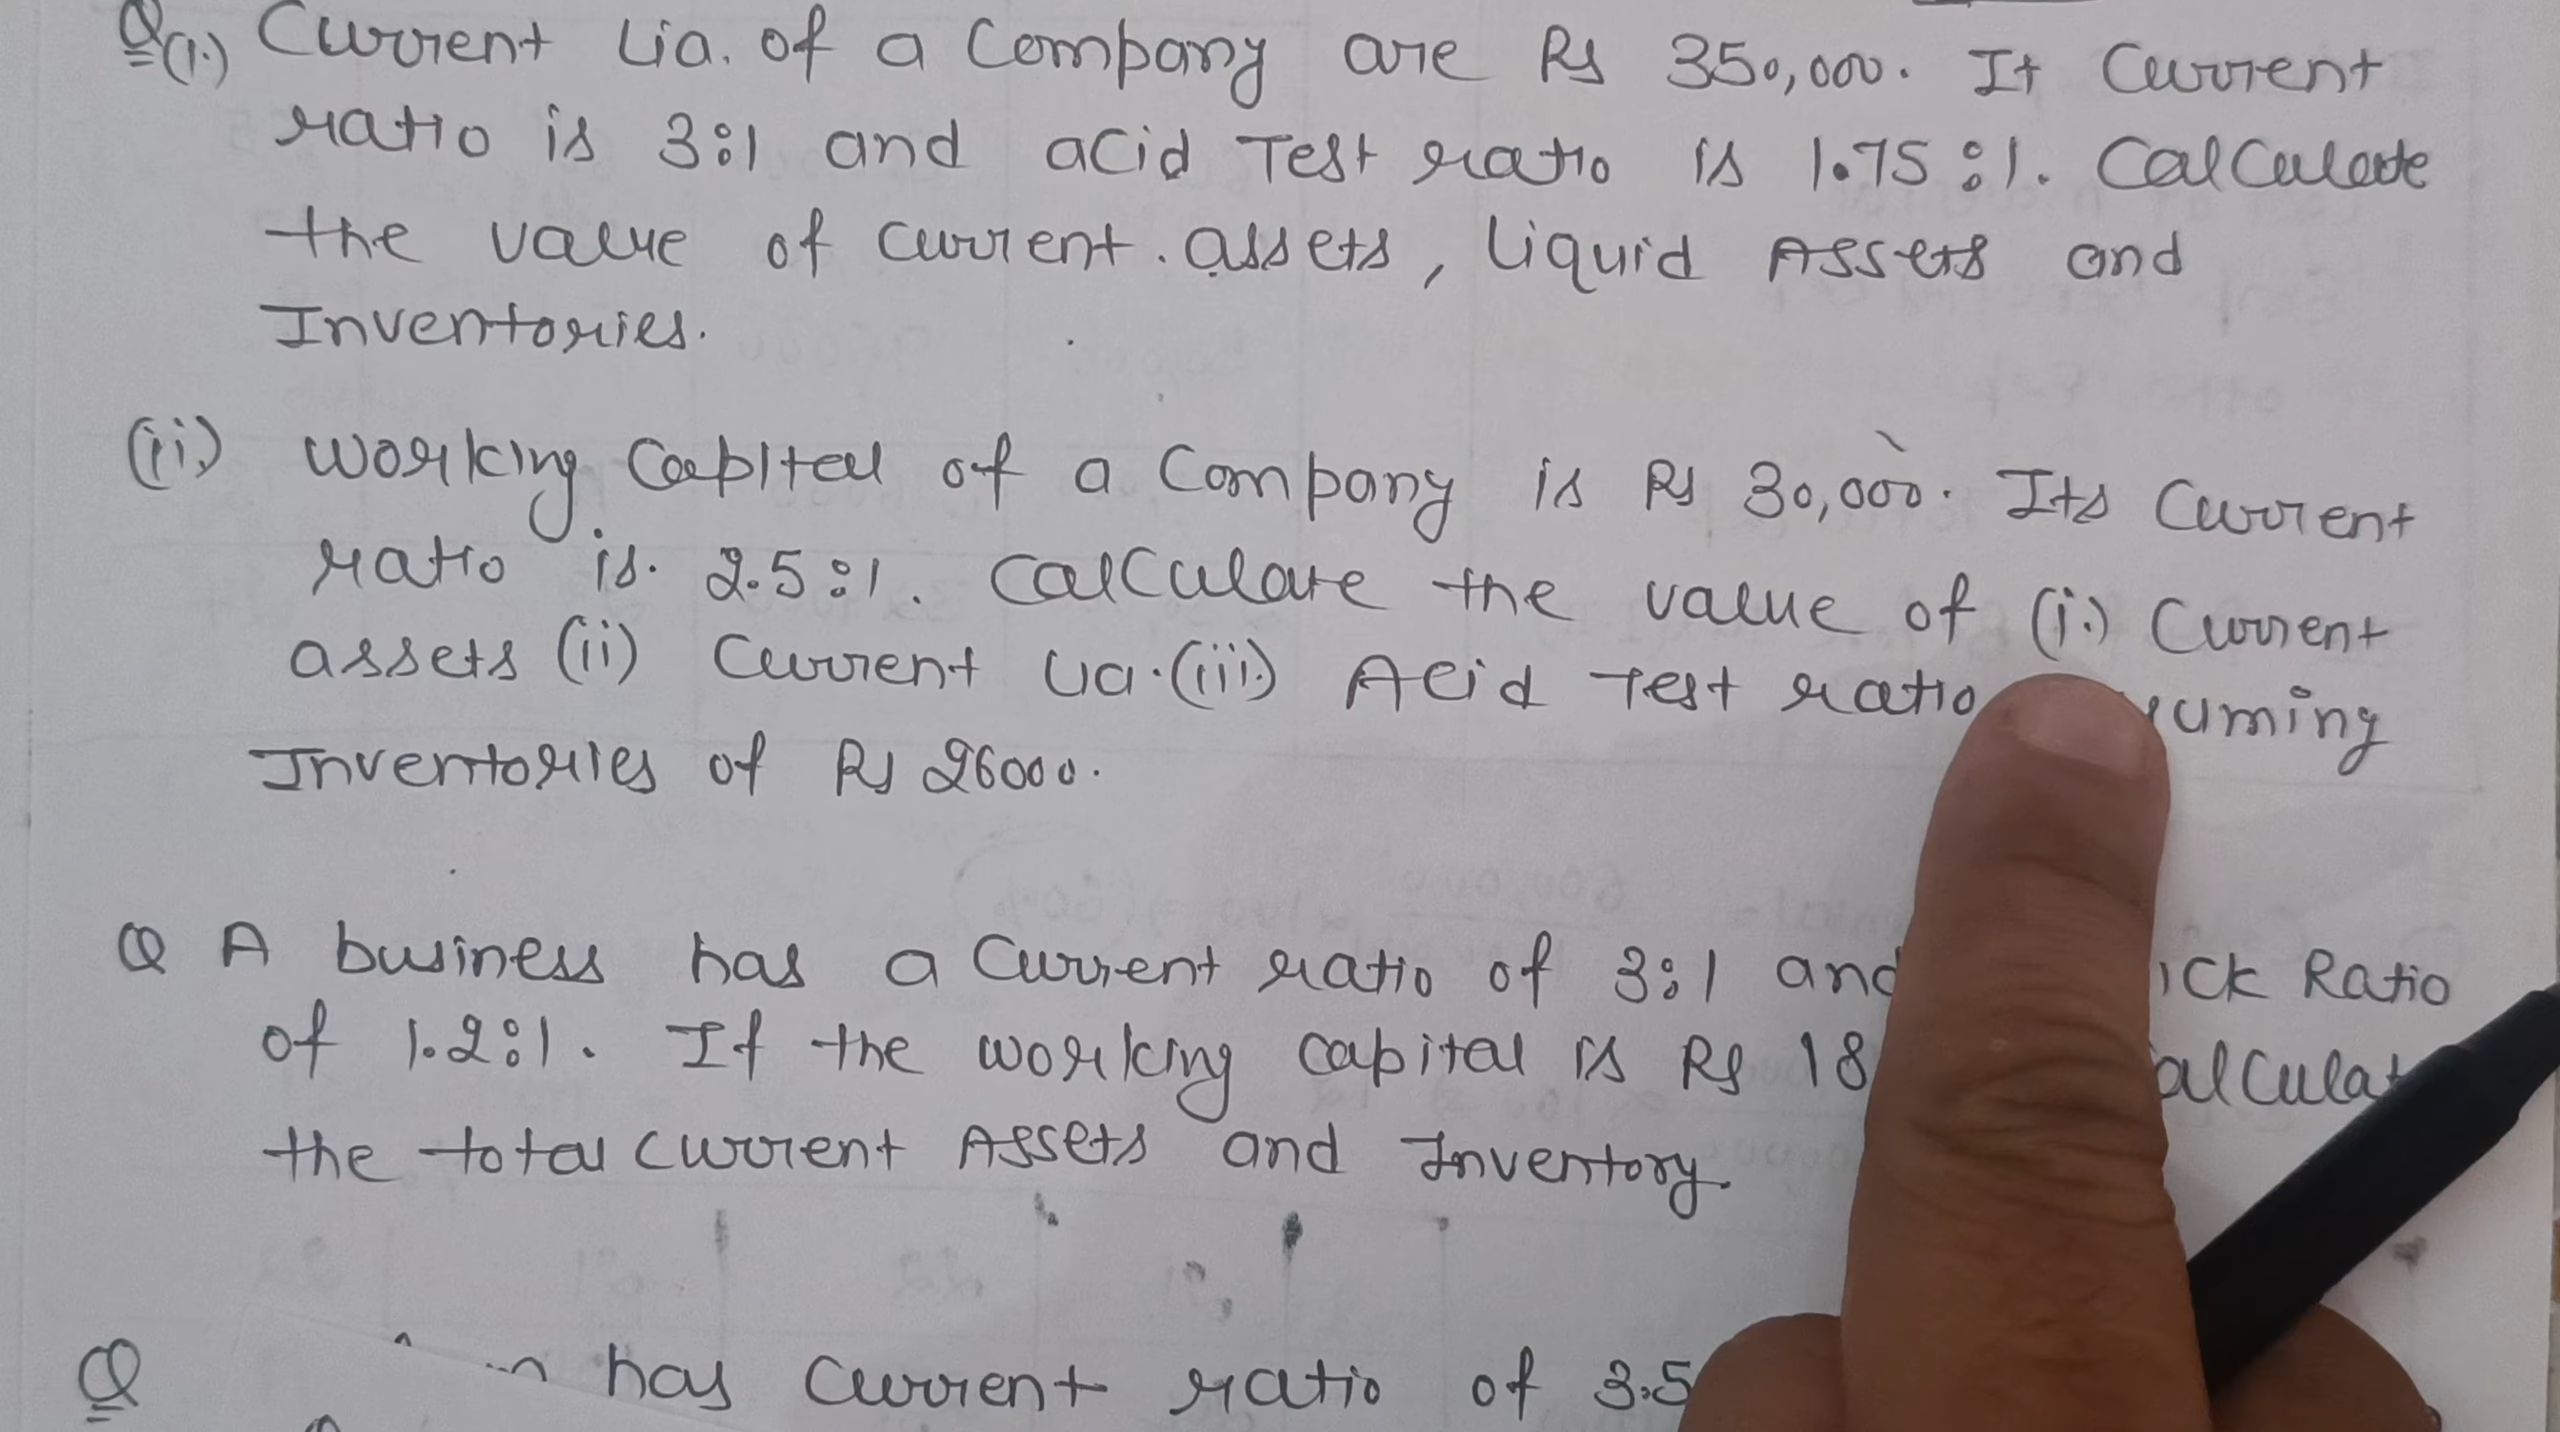 Q(i.) Current Lia. of a Company are Rs 350,000. It Current
ratio is 3:1 and acid Test ratio is 1.75:1. Calculate
the value of current. assets, liquid Assets and
Inventories.
(ii) Working Capital of a Company is Rs 30,000. Its Current
ratio is. 2.5:1. Calculate the value of (i.) Current
assets (ii) Current Lia. (iii) Acid Test ratio
Inventories of Rs 26000.
Q A business has a Current ratio of 3:1 and Ratio
of 1.2:1. If the working capital is Rs 18
the total current Assets and Inventory.
Q has Current ratio of 3.5